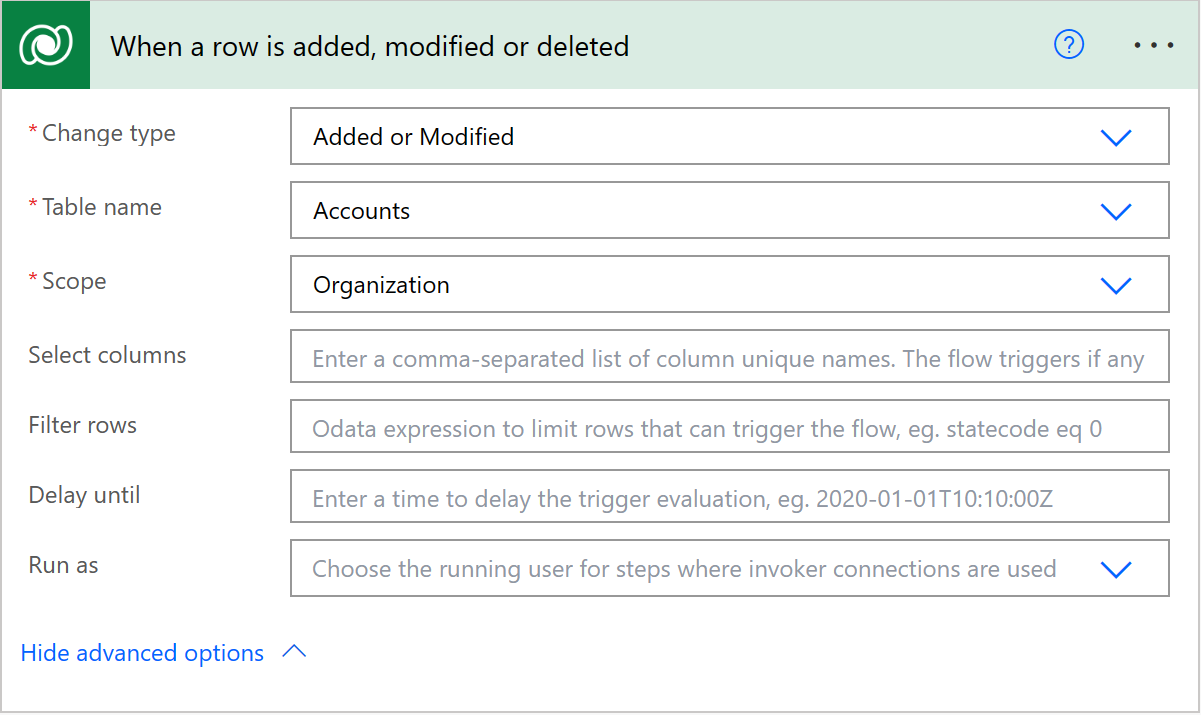 When a row is added, modified or deleted
* Change type
Added or Modified
* Table name
Accounts
* Scope
Organization
Select columns
Enter a comma-separated list of column unique names. The flow triggers if any
Filter rows
Odata expression to limit rows that can trigger the flow, eg. statecode eq 0
Delay until
Enter a time to delay the trigger evaluation, eg. 2020-01-01T10:10:00Z
Run as
Choose the running user for steps where invoker connections are used
Hide advanced options